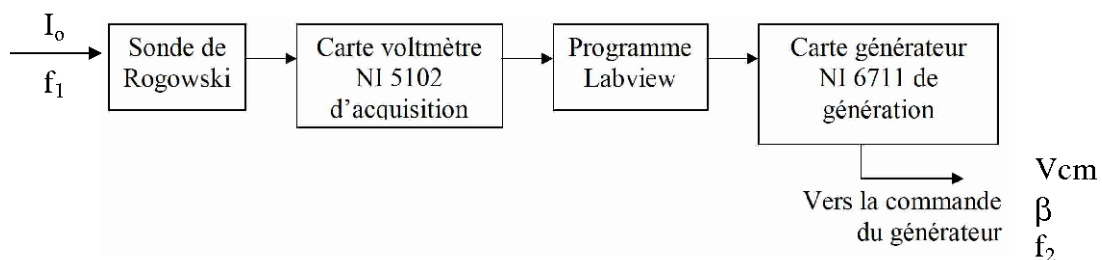 I₀
f₁
Sonde de
Rogowski
Carte voltmètre
NI 5102
d'acquisition
Programme
Labview
Carte générateur
NI 6711 de
génération
Vers la commande
du générateur
Vcm
β
f₂